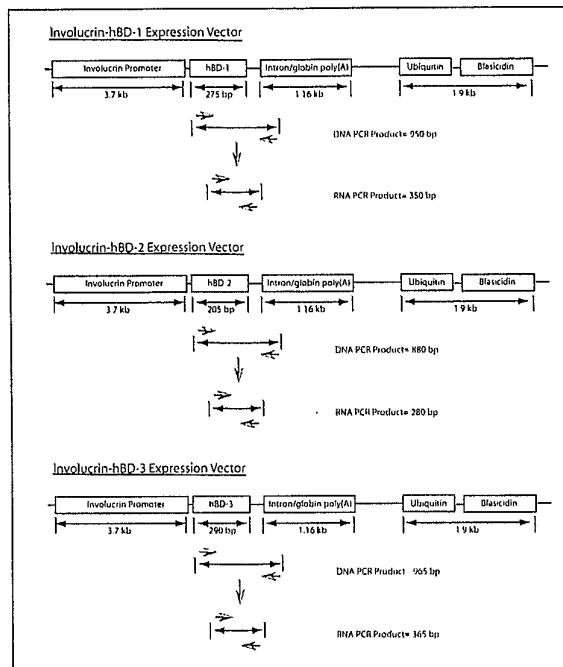 Involucrin-hBD-1 Expression Vector
Involucrin Promoter hBD-1 Intron/globin poly(A) Ubiquitin Blasicidin
3.7 kb 275 bp 1.16 kb 1 9 kb
DNA PCR Product= 950 bp
RNA PCR Product= 350 bp
Involucrin-hBD-2 Expression Vector
Involucrin Promoter hBD 2 Intron/globin poly(A) Ubiquitin Blasicidin
3 7 kb 205 bp 1.16 kb 1 9 kb
DNA PCR Product= 880 bp
RNA PCR Product= 280 bp
Involucrin-hBD-3 Expression Vector
Involucrin Promoter hBD-3 Intron/globin poly(A) Ubiquitin Blasicidin
3.7 kb 290 bp 1.16 kb 1 9 kb
DNA PCR Product 965 bp
RNA PCR Product= 365 bp